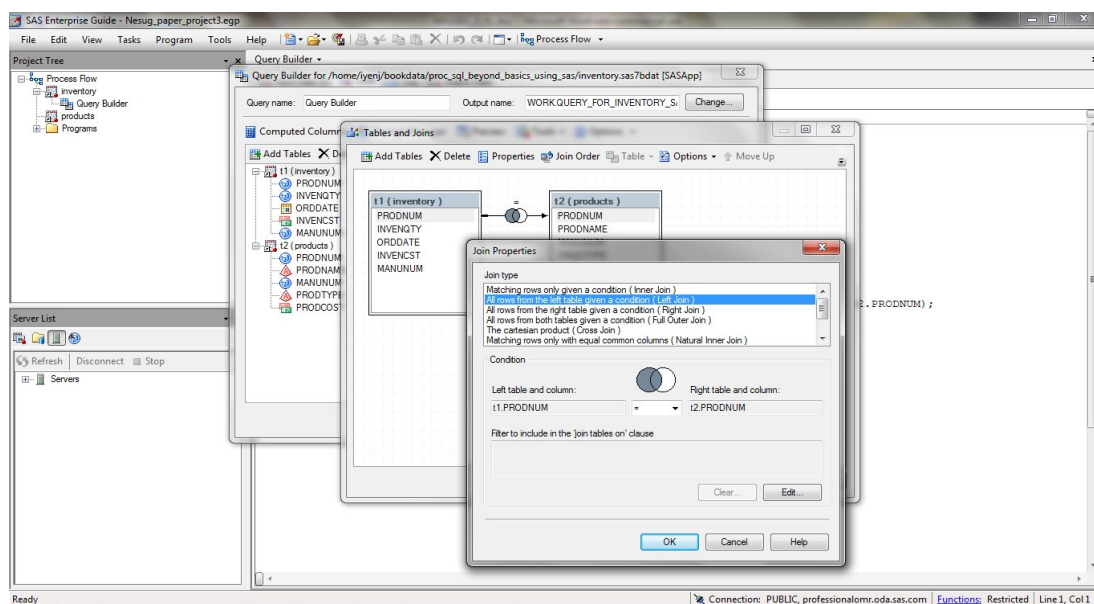 SAS Enterprise Guide - Nesug_paper_project3.egp
File Edit View Tasks Program Tools Help Process Flow
Project Tree
Process Flow
inventory
Query Builder
products
Programs
Server List
Refresh Disconnect Stop
Servers
Query Builder
Query Builder for /home/iyenj/bookdata/proc_sql_beyond_basics_using_sas/inventory.sas7bdat [SASApp]
Query name: Query Builder Output name: WORK.QUERY_FOR_INVENTORY_SA Change...
Computed Column
Add Tables
t1 (inventory)
PRODNUM
INVENQTY
ORDDATE
INVENCST
MANUNUM
t2 (products)
PRODNUM
PRODNAM
MANUNUM
PRODTYPE
PRODCOS
Tables and Joins
Add Tables Delete Properties Join Order Table Options Move Up
t1 ( inventory )
PRODNUM
INVENQTY
ORDDATE
INVENCST
MANUNUM
=
t2 ( products )
PRODNUM
PRODNAME
2.PRODNUM);
Join Properties
Join type
Matching rows only given a condition ( Inner Join )
All rows from the left table given a condition ( Left Join )
All rows from the right table given a condition ( Right Join )
All rows from both tables given a condition ( Full Outer Join )
The cartesian product ( Cross Join )
Matching rows only with equal common columns ( Natural Inner Join )
Condition
Left table and column: Right table and column:
t1.PRODNUM = t2.PRODNUM
Filter to include in the 'join tables on' clause
Clear... Edit...
OK Cancel Help
Ready Connection: PUBLIC, professionalomr.oda.sas.com Functions: Restricted Line 1, Col 1